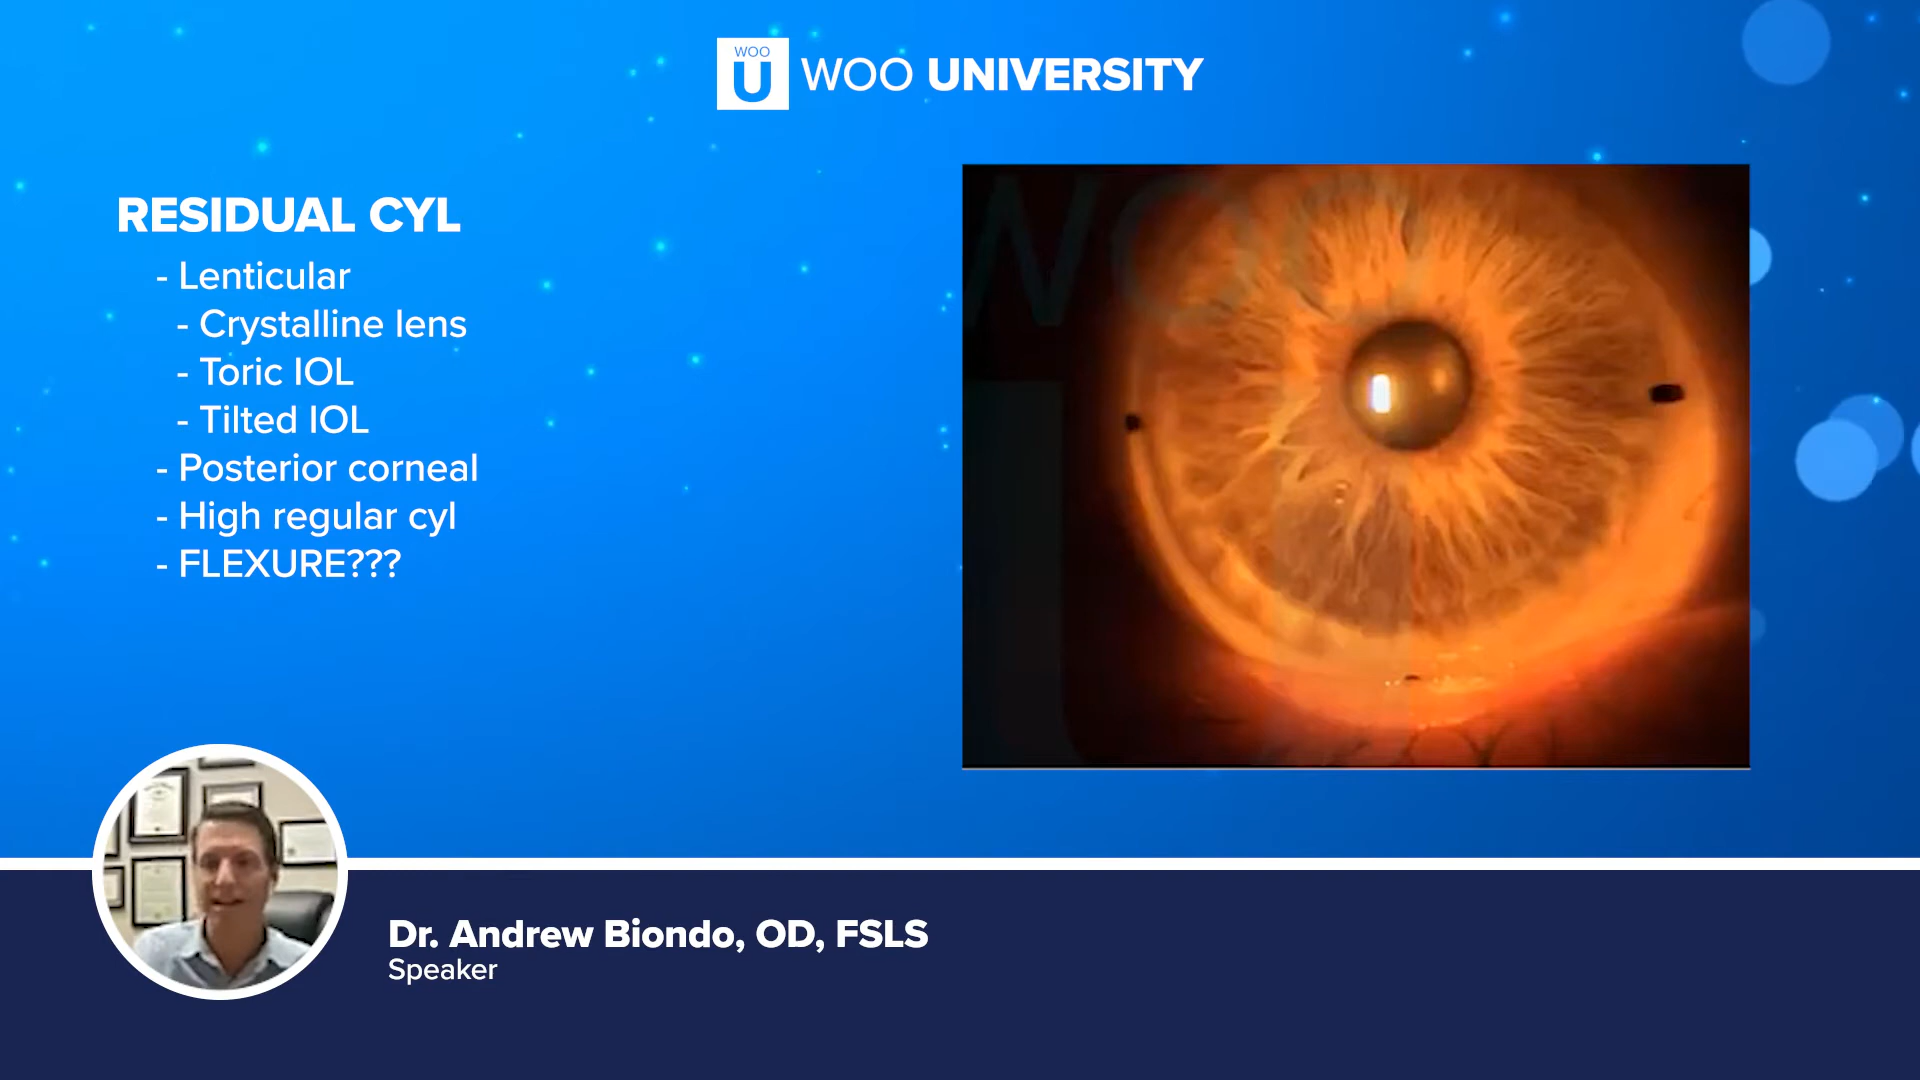 WOO
U
WOO UNIVERSITY
RESIDUAL CYL
- Lenticular
- Crystalline lens
- Toric IOL
- Tilted IOL
- Posterior corneal
- High regular cyl
- FLEXURE???
WOO
Dr. Andrew Biondo, OD, FSLS
Speaker